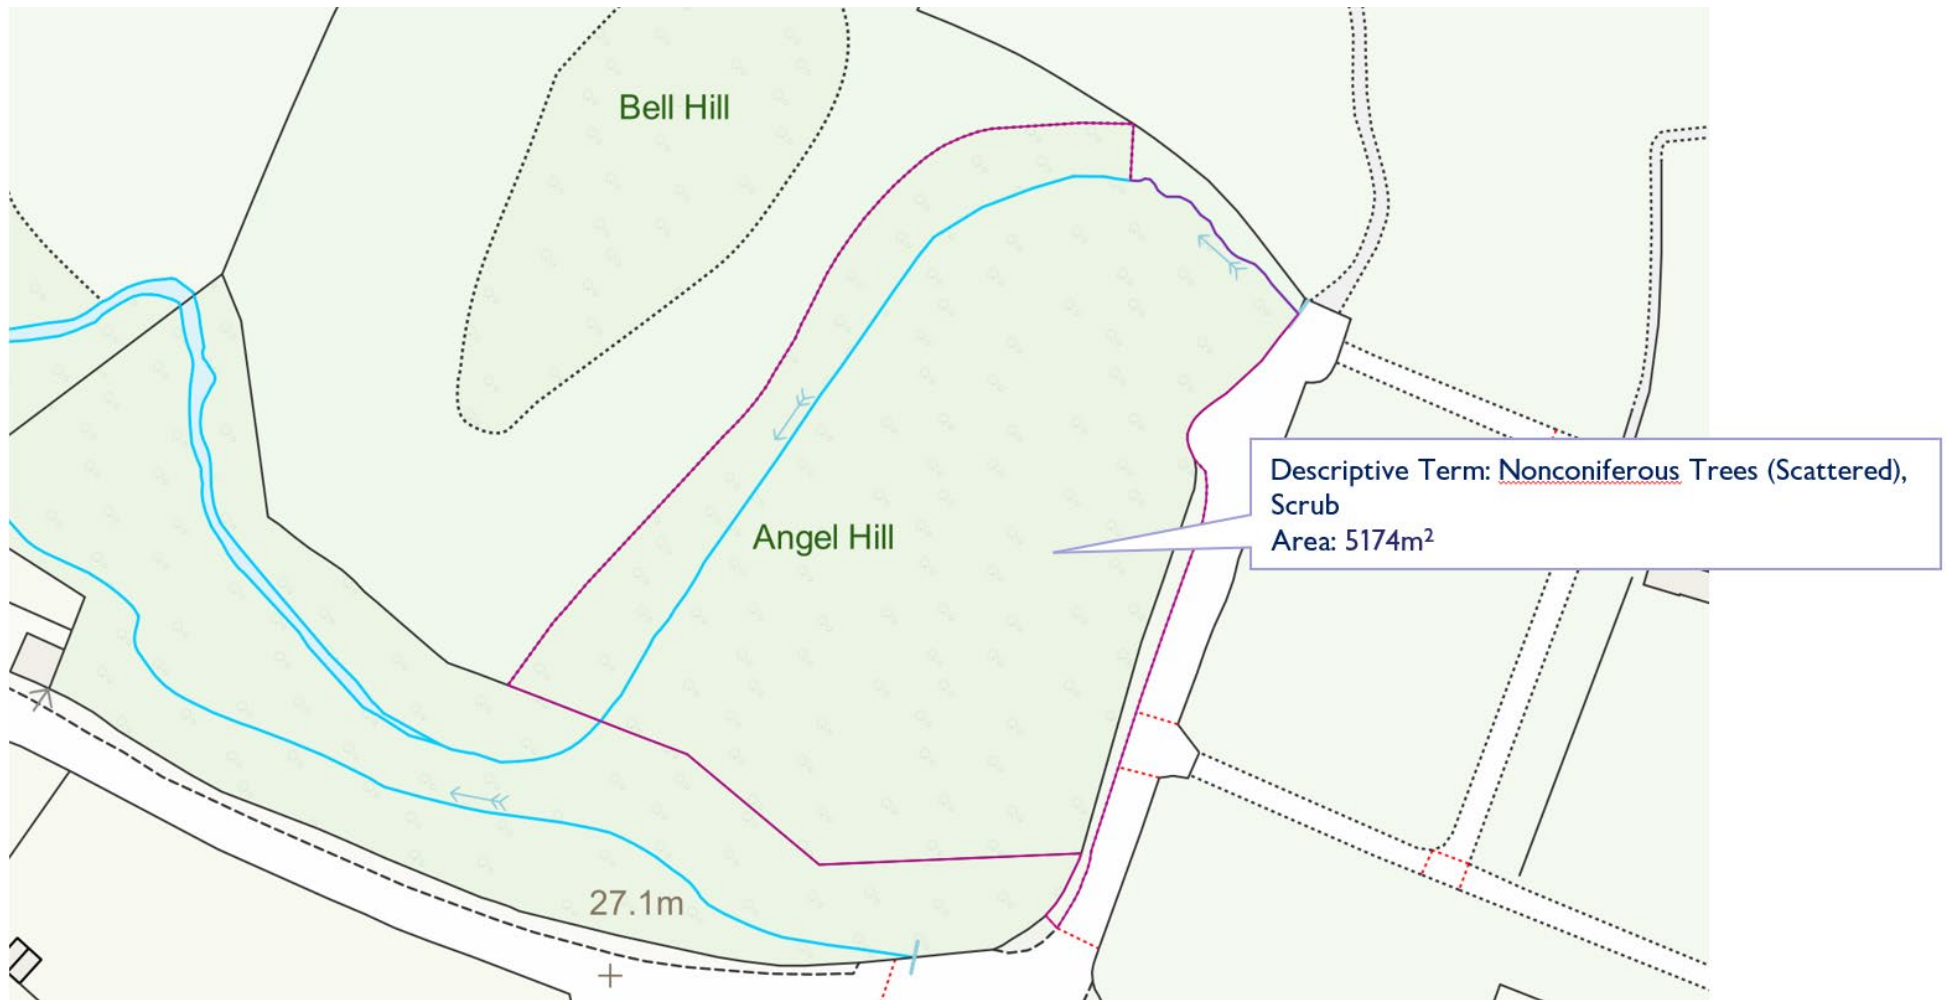 Bell Hill
Descriptive Term: Nonconiferous Trees (Scattered),
Scrub
Area: 5174m²
Angel Hill
27.1m